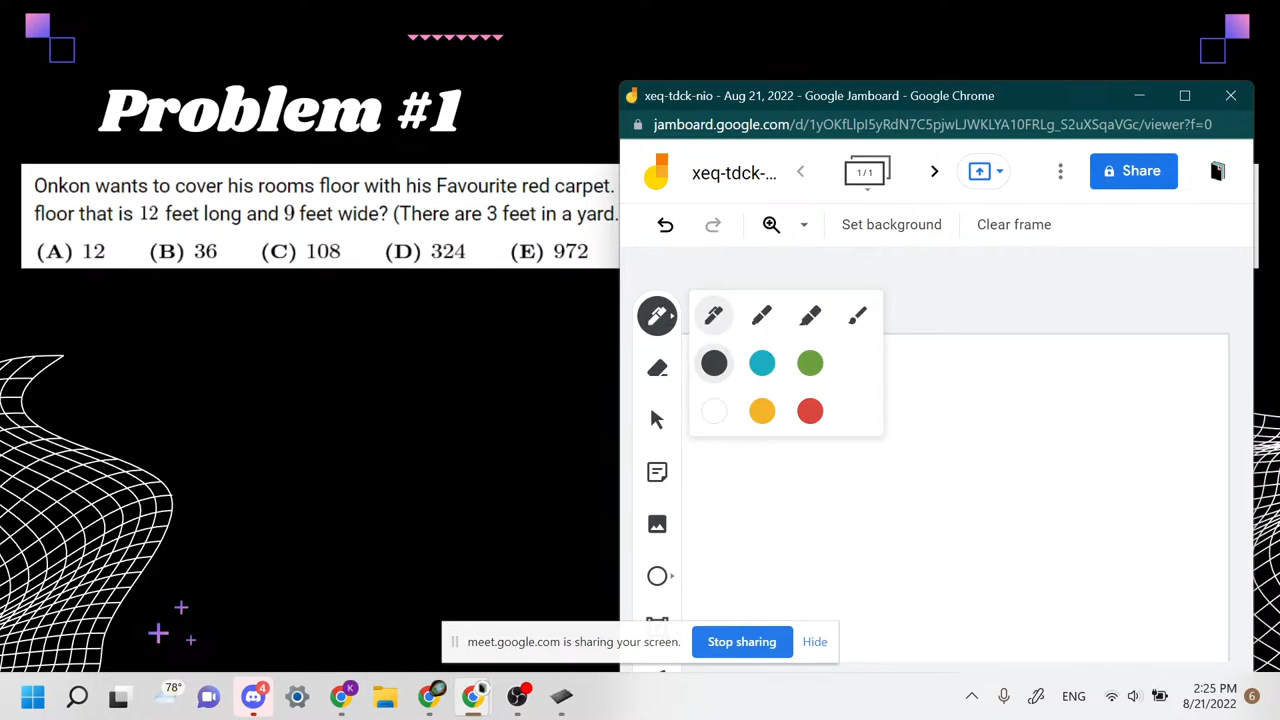 Problem #1
Onkon wants to cover his rooms floor with his Favourite red carpet.
floor that is 12 feet long and 9 feet wide? (There are 3 feet in a yard.
(A) 12 (B) 36 (C) 108 (D) 324 (E) 972
xeq-tdck-nio - Aug 21, 2022 - Google Jamboard - Google Chrome
jamboard.google.com/d/1yOKfLlpI5yRdN7C5pjwLJWKLYA10FRLg_S2uXSqaVGc/viewer?f=0
xeq-tdck-...
1/1
Share
Set background
Clear frame
meet.google.com is sharing your screen.
Stop sharing
Hide
78°
4
K
ENG
2:25 PM
8/21/2022
6